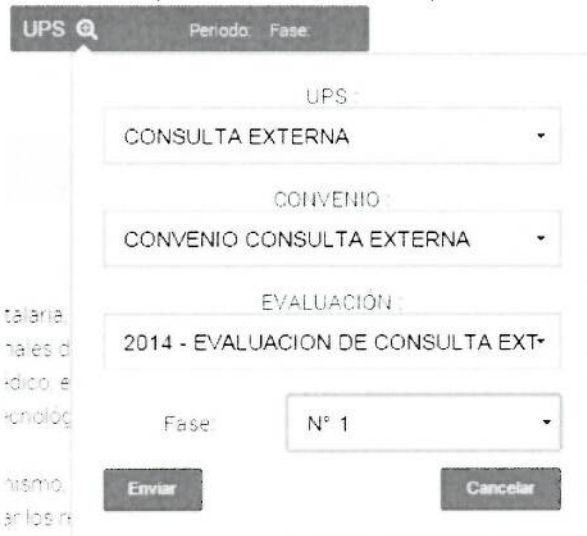 UPS Periodo: Fase:
UPS :
CONSULTA EXTERNA
CONVENIO :
CONVENIO CONSULTA EXTERNA
EVALUACIÓN :
2014 - EVALUACION DE CONSULTA EXT
Fase: N° 1
Enviar Cancelar